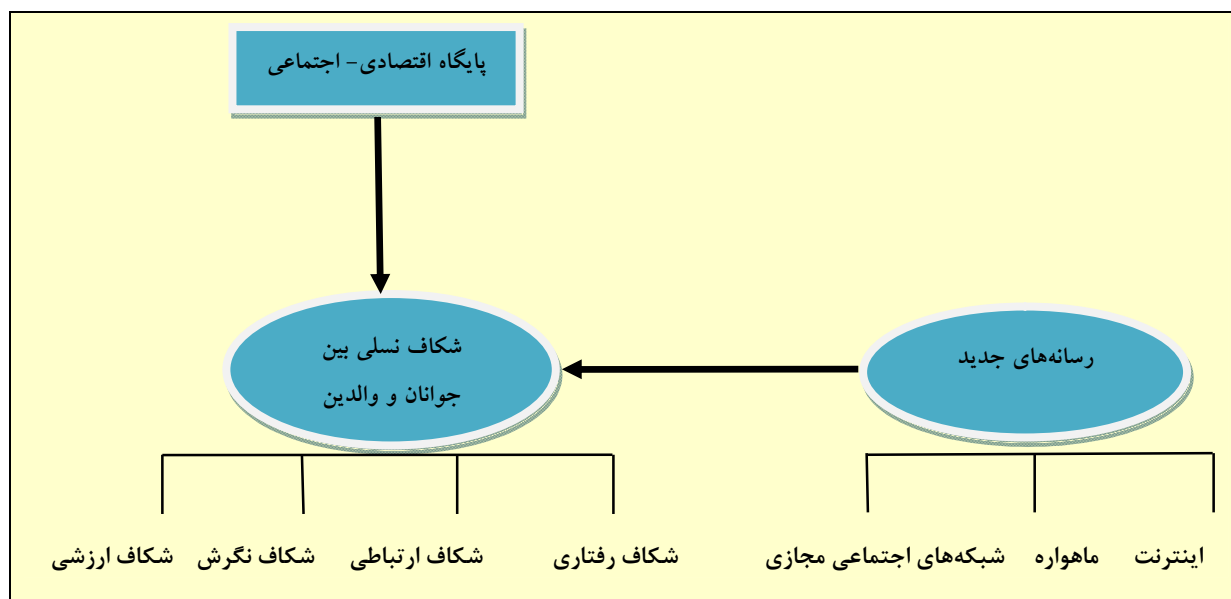 پایگاه اقتصادی- اجتماعی
رسانه‌های جدید
شکاف نسلی بین
جوانان و والدین
اینترنت
ماهواره
شبکه‌های اجتماعی مجازی
شکاف رفتاری
شکاف ارتباطی
شکاف نگرش
شکاف ارزشی